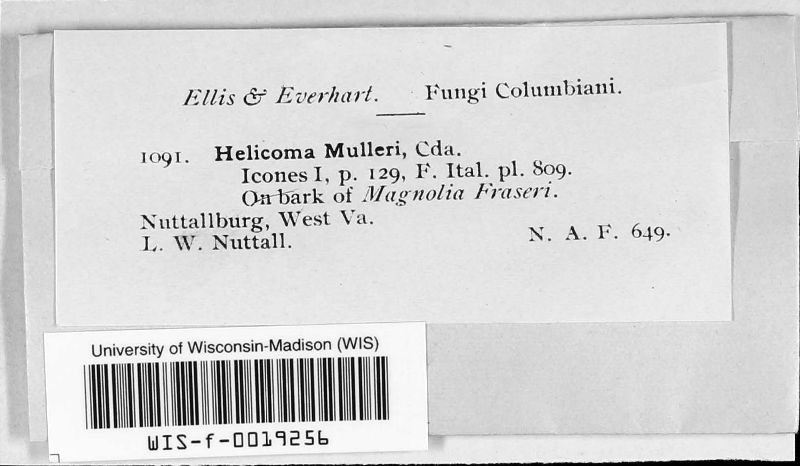 Ellis & Everhart. Fungi Columbiani.
1091. Helicoma Mulleri, Cda.
Icones I, p. 129, F. Ital. pl. 809.
On bark of Magnolia Fraseri.
Nuttallburg, West Va.
L. W. Nuttall. N. A. F. 649.
University of Wisconsin-Madison (WIS)
WIS-f-0019256